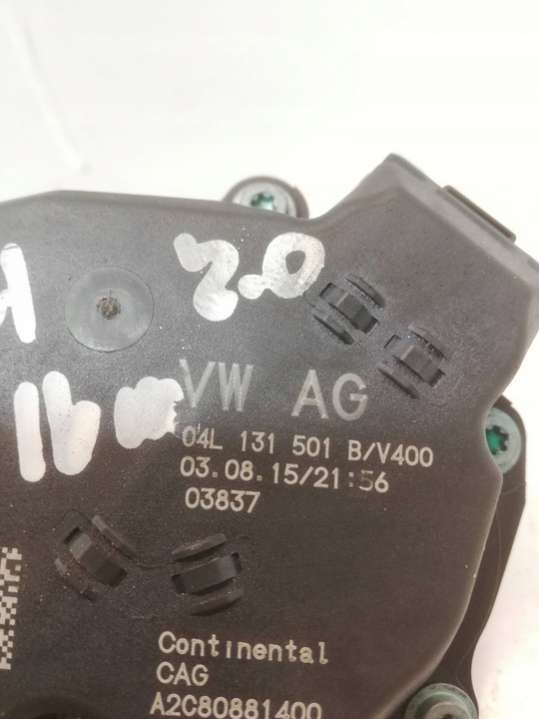 2.0
VW AG
04L 131 501 B/V400
03.08.15/21:56
03837
Continental
CAG
A2C80881400